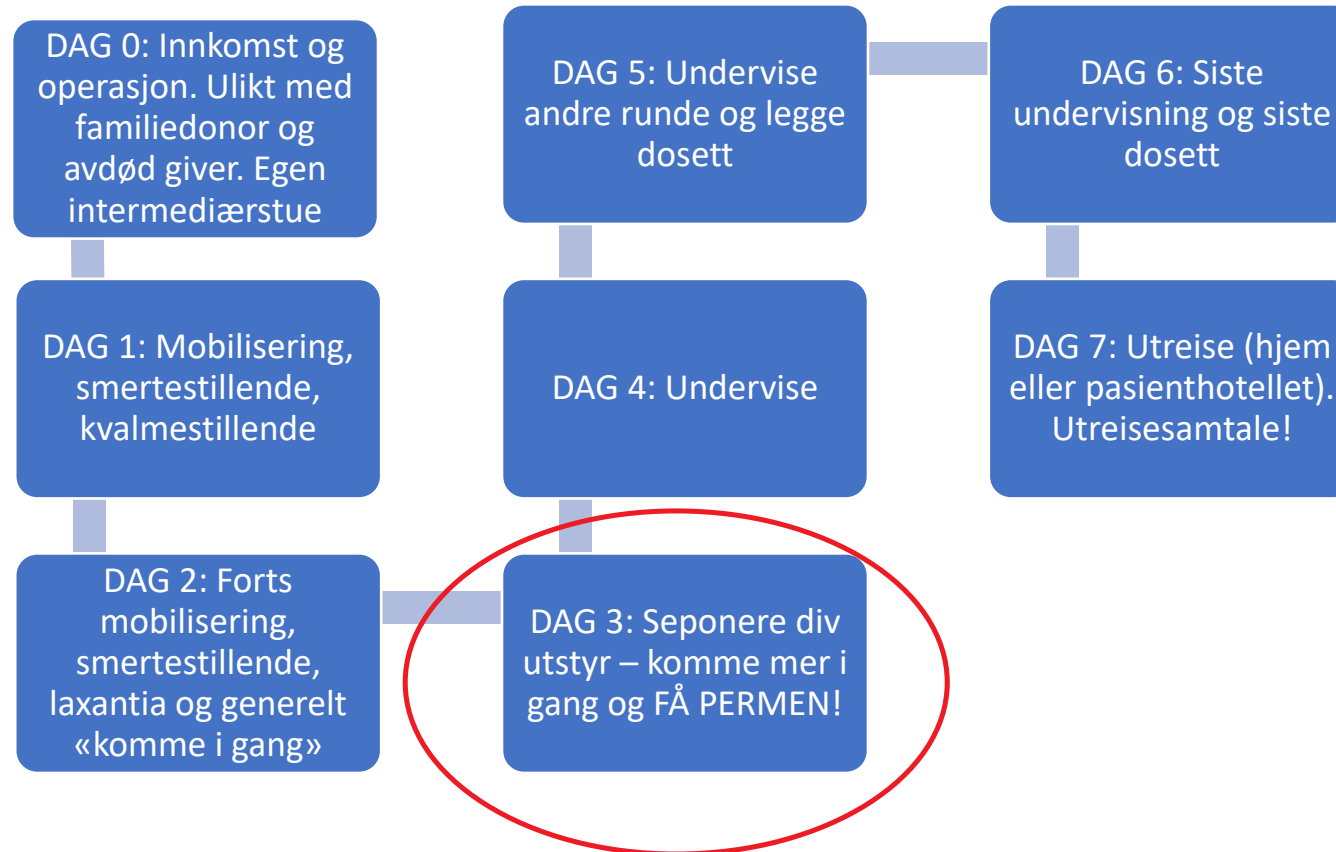 DAG 0: Innkomst og
operasjon. Ulikt med
familiedonor og
avdød giver. Egen
intermediærstue
DAG 1: Mobilisering,
smertestillende,
kvalmestillende
DAG 2: Forts
mobilisering,
smertestillende,
laxantia og generelt
«komme i gang»
DAG 3: Seponere div
utstyr – komme mer i
gang og FÅ PERMEN!
DAG 4: Undervise
DAG 5: Undervise
andre runde og legge
dosett
DAG 6: Siste
undervisning og siste
dosett
DAG 7: Utreise (hjem
eller pasienthotellet).
Utreisesamtale!